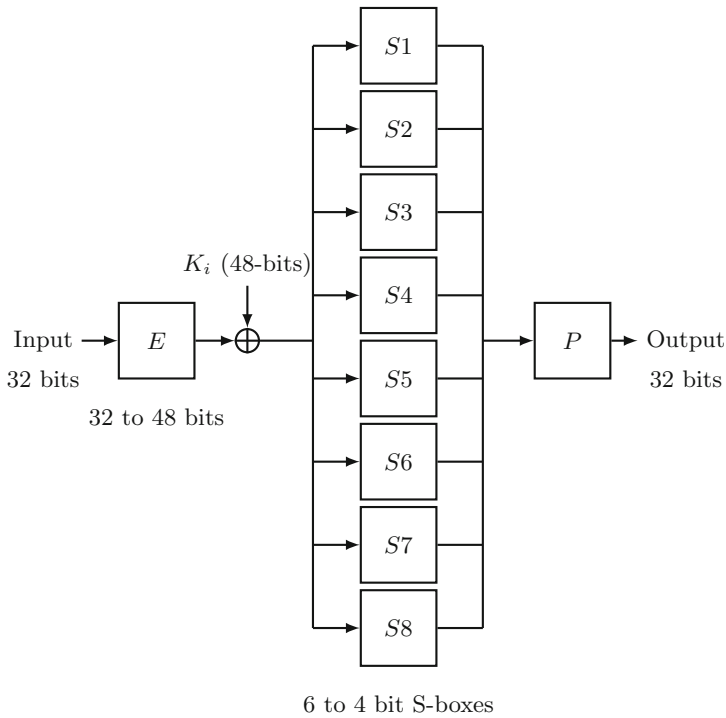 S1
S2
S3
K_i (48-bits)
S4
Input
E
P
Output
32 bits
S5
32 bits
32 to 48 bits
S6
S7
S8
6 to 4 bit S-boxes